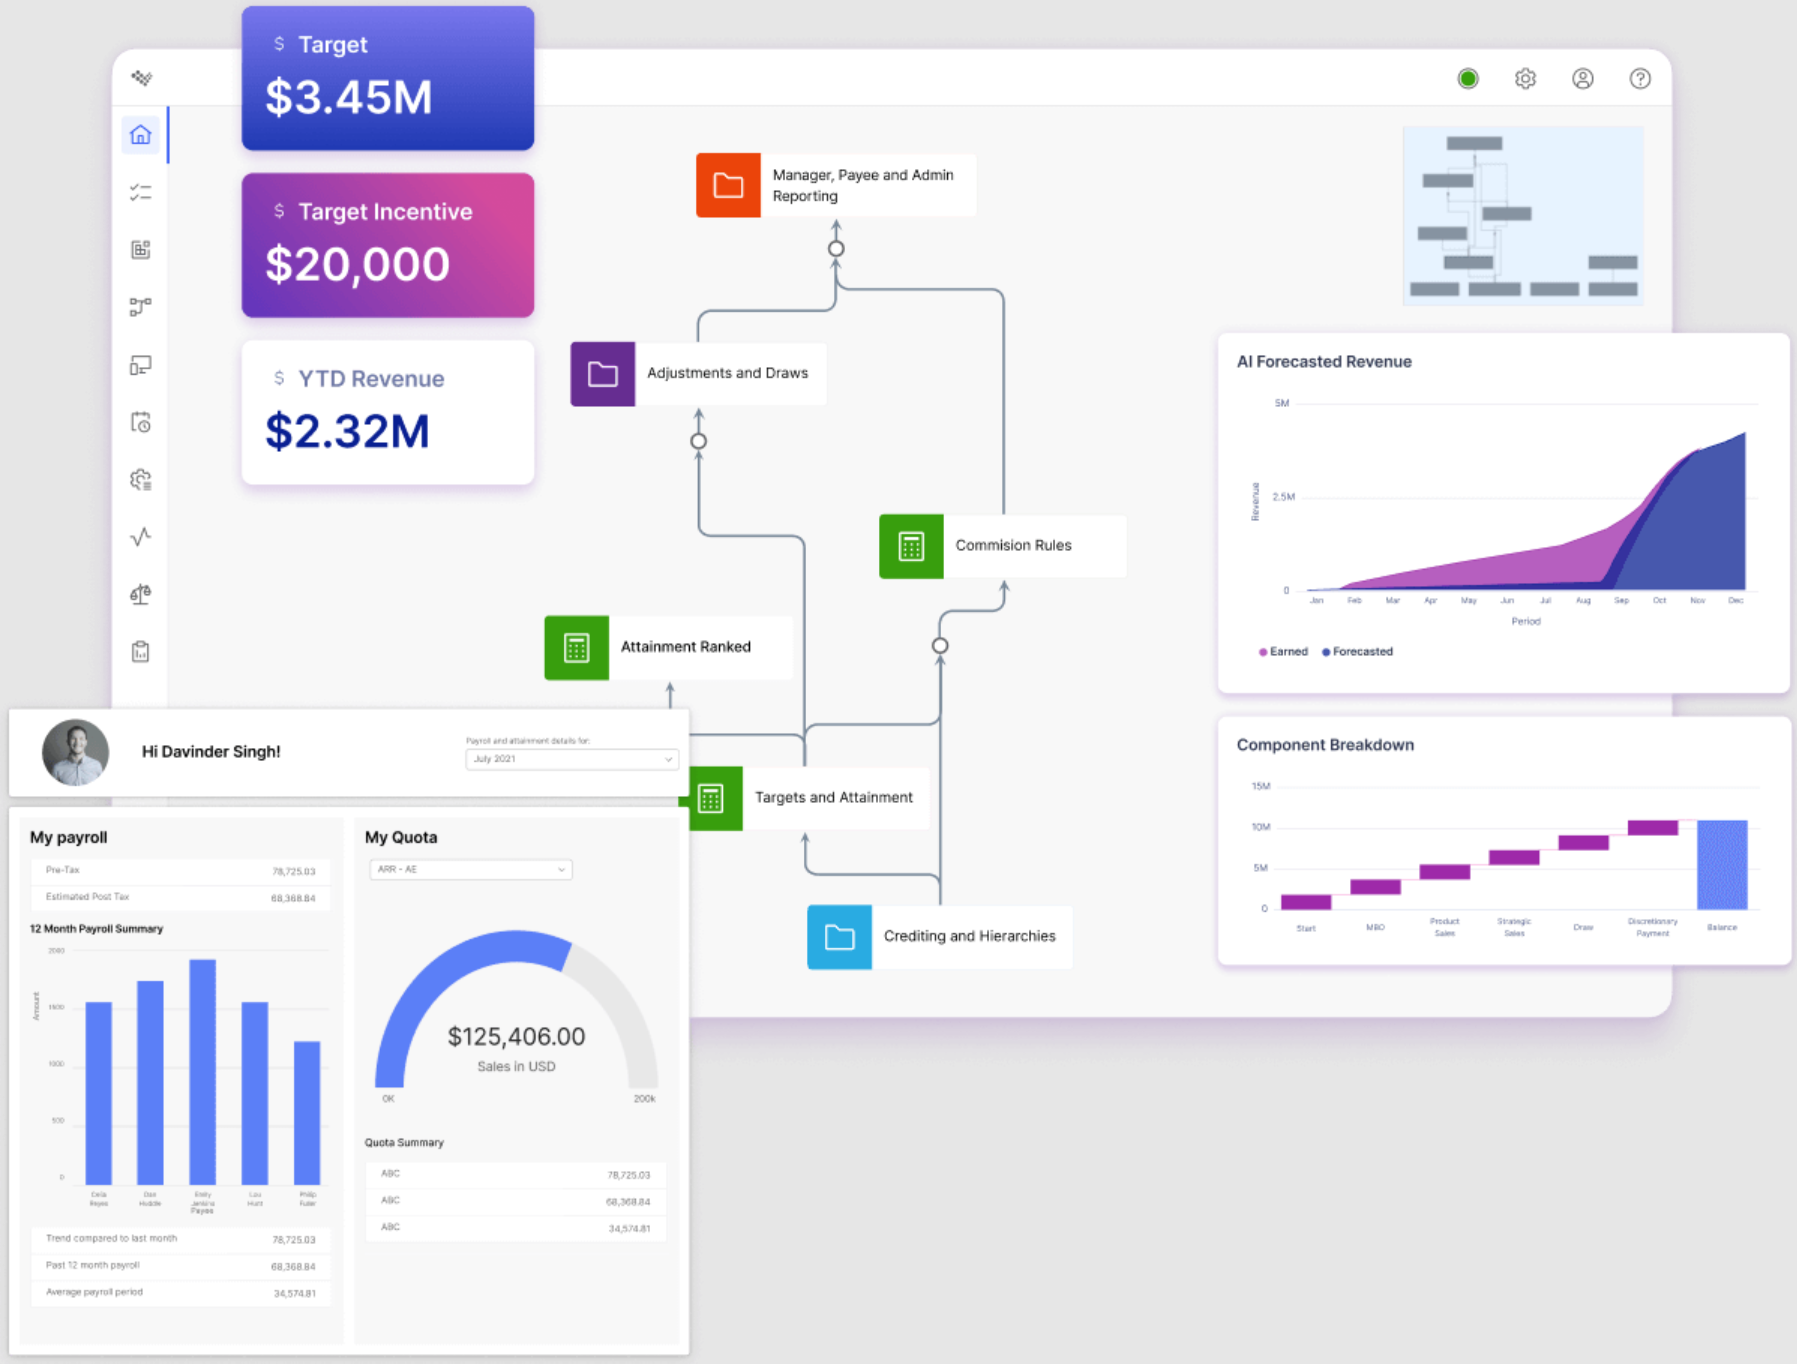 $ Target
$3.45M
$ Target Incentive
$20,000
$ YTD Revenue
$2.32M
Manager, Payee and Admin
Reporting
Adjustments and Draws
Commision Rules
Attainment Ranked
Targets and Attainment
Crediting and Hierarchies
AI Forecasted Revenue
5M
2.5M
0
Revenue
Jan Feb Mar Apr May Jun Jul Aug Sep Oct Nov Dec
Period
Earned Forecasted
Component Breakdown
15M
10M
5M
0
Start MBO Product Sales Strategic Sales Draw Discretionary Payment Balance
Hi Davinder Singh!
Payroll and attainment details for:
July 2021
My payroll
Pre-Tax 78,725.03
Estimated Post Tax 68,368.84
12 Month Payroll Summary
2000
1500
1000
500
0
Amount
Dan Emily Lou Philip
Jenkins
Payee
Trend compared to last month 78,725.03
Past 12 month payroll 68,368.84
Average payroll period 34,574.81
My Quota
ARR - AE
$125,406.00
Sales in USD
0K 200k
Quota Summary
ABC 78,725.03
ABC 68,368.84
ABC 34,574.81